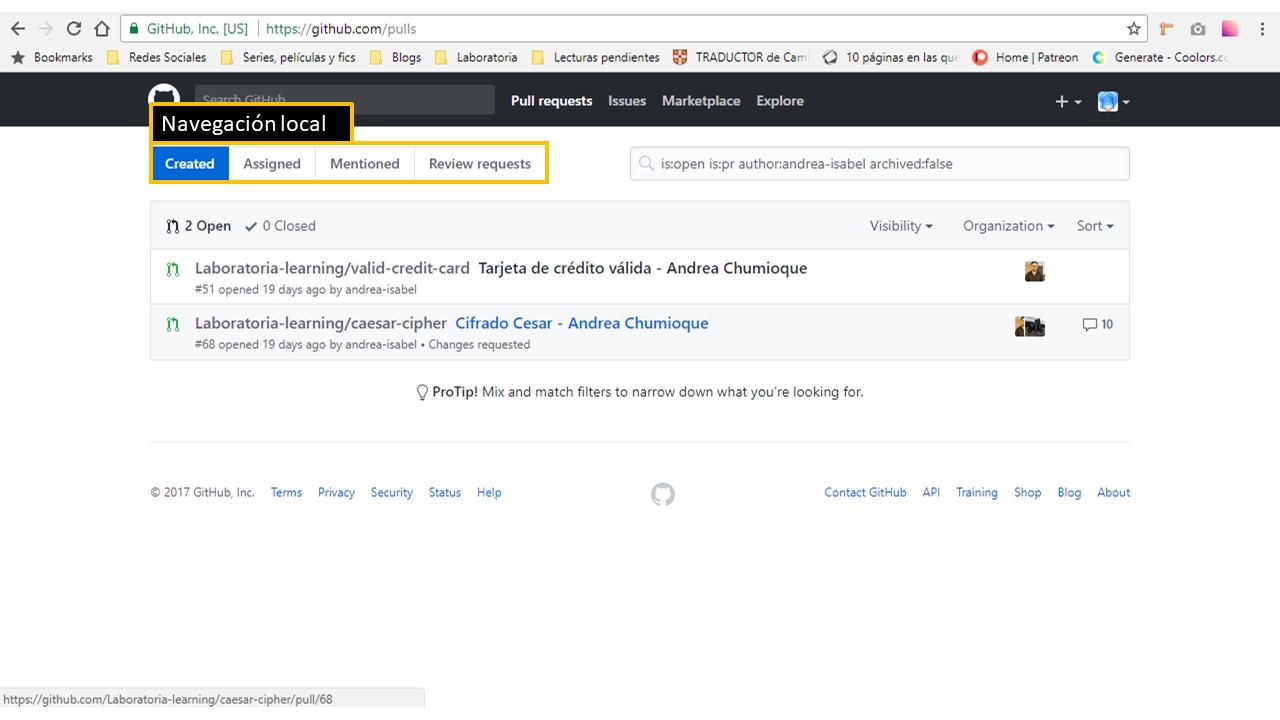 GitHub, Inc. [US] https://github.com/pulls
Bookmarks Redes Sociales Series, películas y fics Blogs Laboratoria Lecturas pendientes TRADUCTOR de Cam 10 páginas en las que Home | Patreon Generate - Coolors.co
Search GitHub Pull requests Issues Marketplace Explore
Navegación local
Created Assigned Mentioned Review requests is:open is:pr author:andrea-isabel archived:false
2 Open 0 Closed Visibility Organization Sort
Laboratoria-learning/valid-credit-card Tarjeta de crédito válida - Andrea Chumioque
#51 opened 19 days ago by andrea-isabel
Laboratoria-learning/caesar-cipher Cifrado Cesar - Andrea Chumioque 10
#68 opened 19 days ago by andrea-isabel • Changes requested
ProTip! Mix and match filters to narrow down what you’re looking for.
© 2017 GitHub, Inc. Terms Privacy Security Status Help Contact GitHub API Training Shop Blog About
https://github.com/Laboratoria-learning/caesar-cipher/pull/68